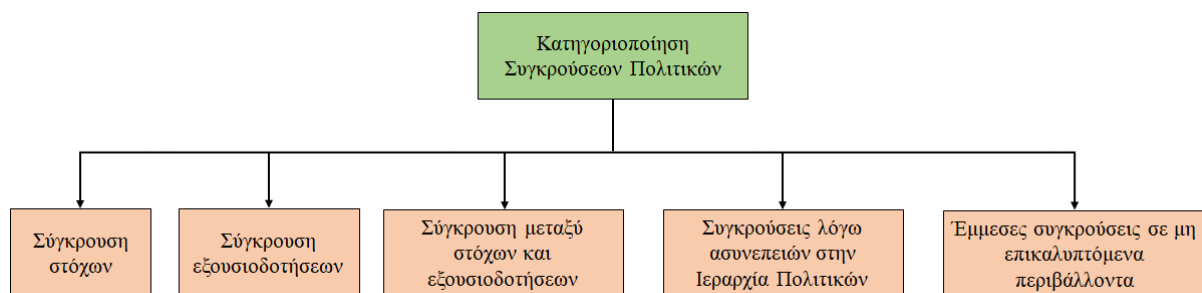 Κατηγοριοποίηση
Συγκρούσεων Πολιτικών
Σύγκρουση
στόχων
Σύγκρουση
εξουσιοδοτήσεων
Σύγκρουση μεταξύ
στόχων και
εξουσιοδοτήσεων
Συγκρούσεις λόγω
ασυνεπειών στην
Ιεραρχία Πολιτικών
Έμμεσες συγκρούσεις σε μη
επικαλυπτόμενα
περιβάλλοντα